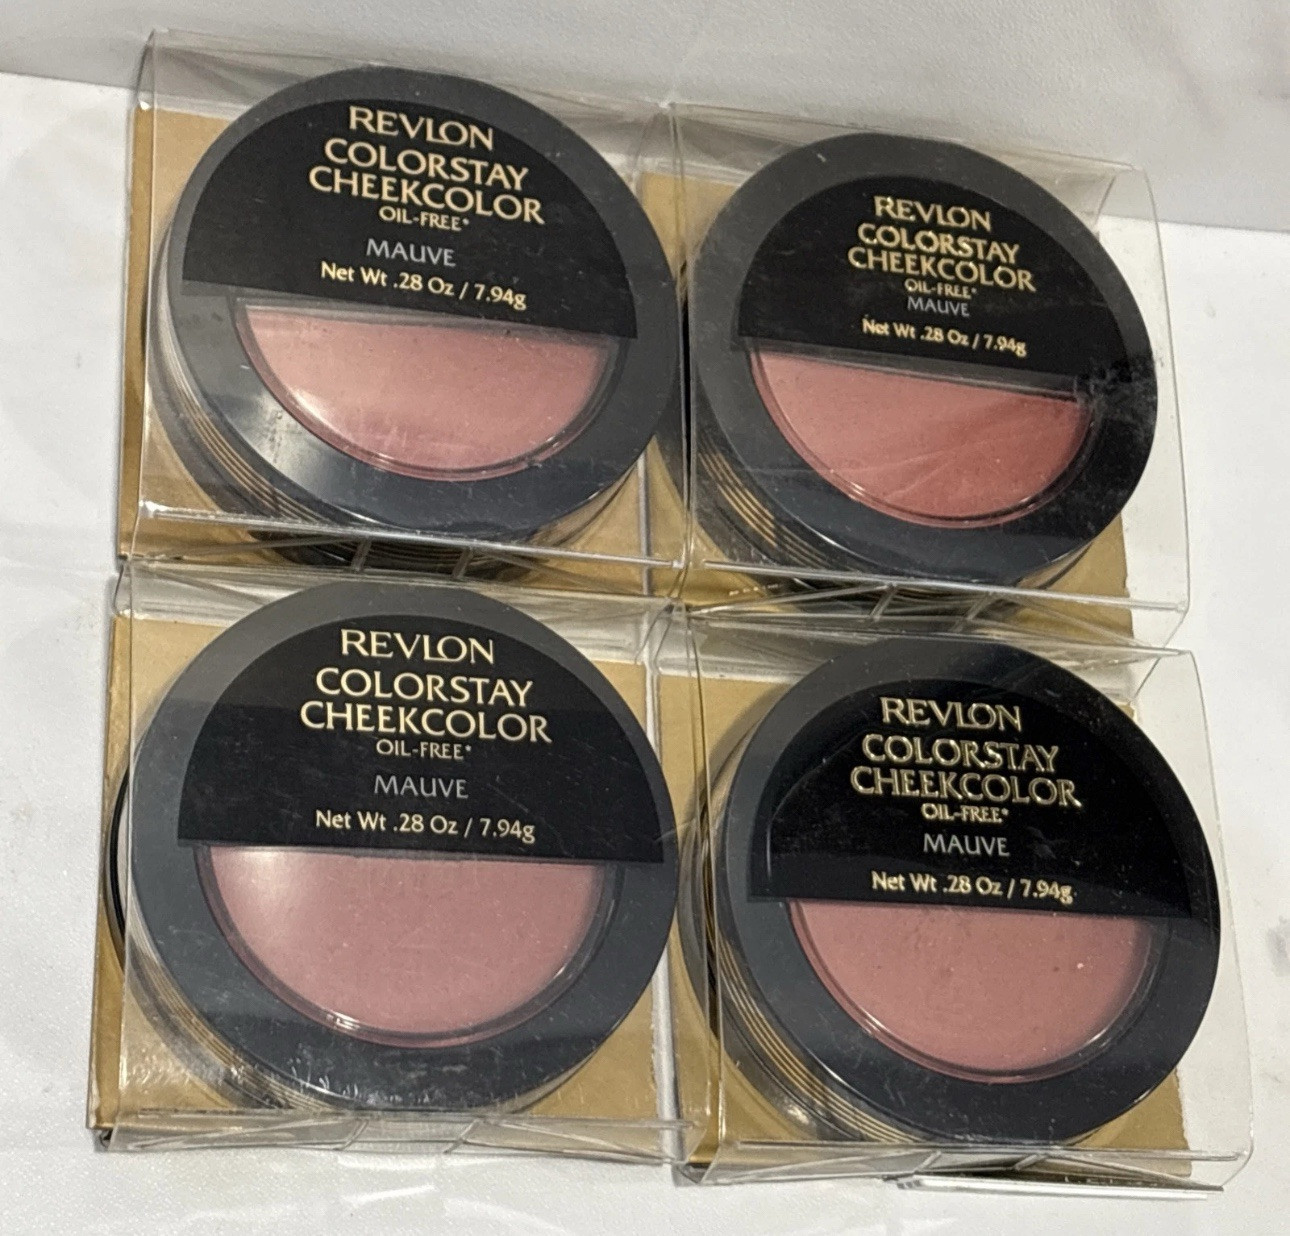 REVLON
COLORSTAY
CHEEKCOLOR
OIL-FREE*
MAUVE
Net Wt .28 Oz / 7.94g
REVLON
COLORSTAY
CHEEKCOLOR
OIL-FREE*
MAUVE
Net Wt .28 Oz / 7.94g
REVLON
COLORSTAY
CHEEKCOLOR
OIL-FREE*
MAUVE
Net Wt .28 Oz / 7.94g
REVLON
COLORSTAY
CHEEKCOLOR
OIL-FREE*
MAUVE
Net Wt .28 Oz / 7.94g